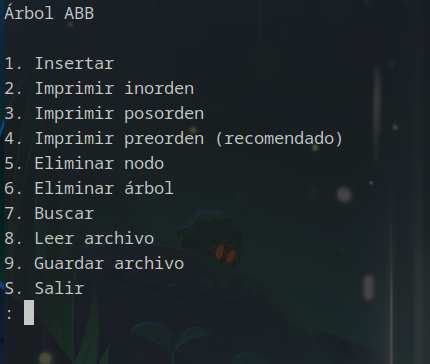 Árbol ABB
1. Insertar
2. Imprimir inorden
3. Imprimir posorden
4. Imprimir preorden (recomendado)
5. Eliminar nodo
6. Eliminar árbol
7. Buscar
8. Leer archivo
9. Guardar archivo
S. Salir
: